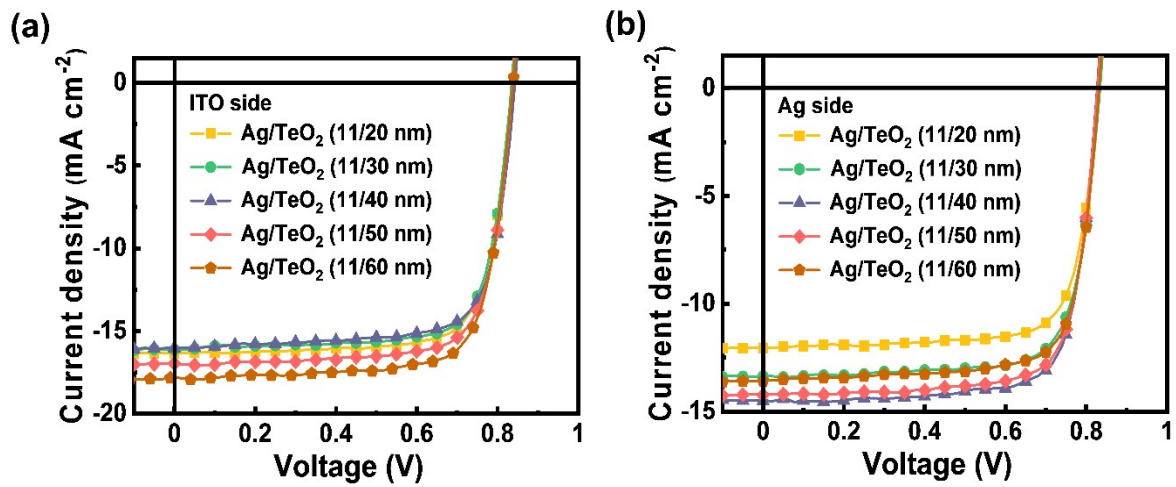 (a)
Current density (mA cm⁻²)
0
-5
-10
-15
-20
ITO side
Ag/TeO₂ (11/20 nm)
Ag/TeO₂ (11/30 nm)
Ag/TeO₂ (11/40 nm)
Ag/TeO₂ (11/50 nm)
Ag/TeO₂ (11/60 nm)
0 0.2 0.4 0.6 0.8 1
Voltage (V)
(b)
Current density (mA cm⁻²)
0
-5
-10
-15
Ag side
Ag/TeO₂ (11/20 nm)
Ag/TeO₂ (11/30 nm)
Ag/TeO₂ (11/40 nm)
Ag/TeO₂ (11/50 nm)
Ag/TeO₂ (11/60 nm)
0 0.2 0.4 0.6 0.8 1
Voltage (V)